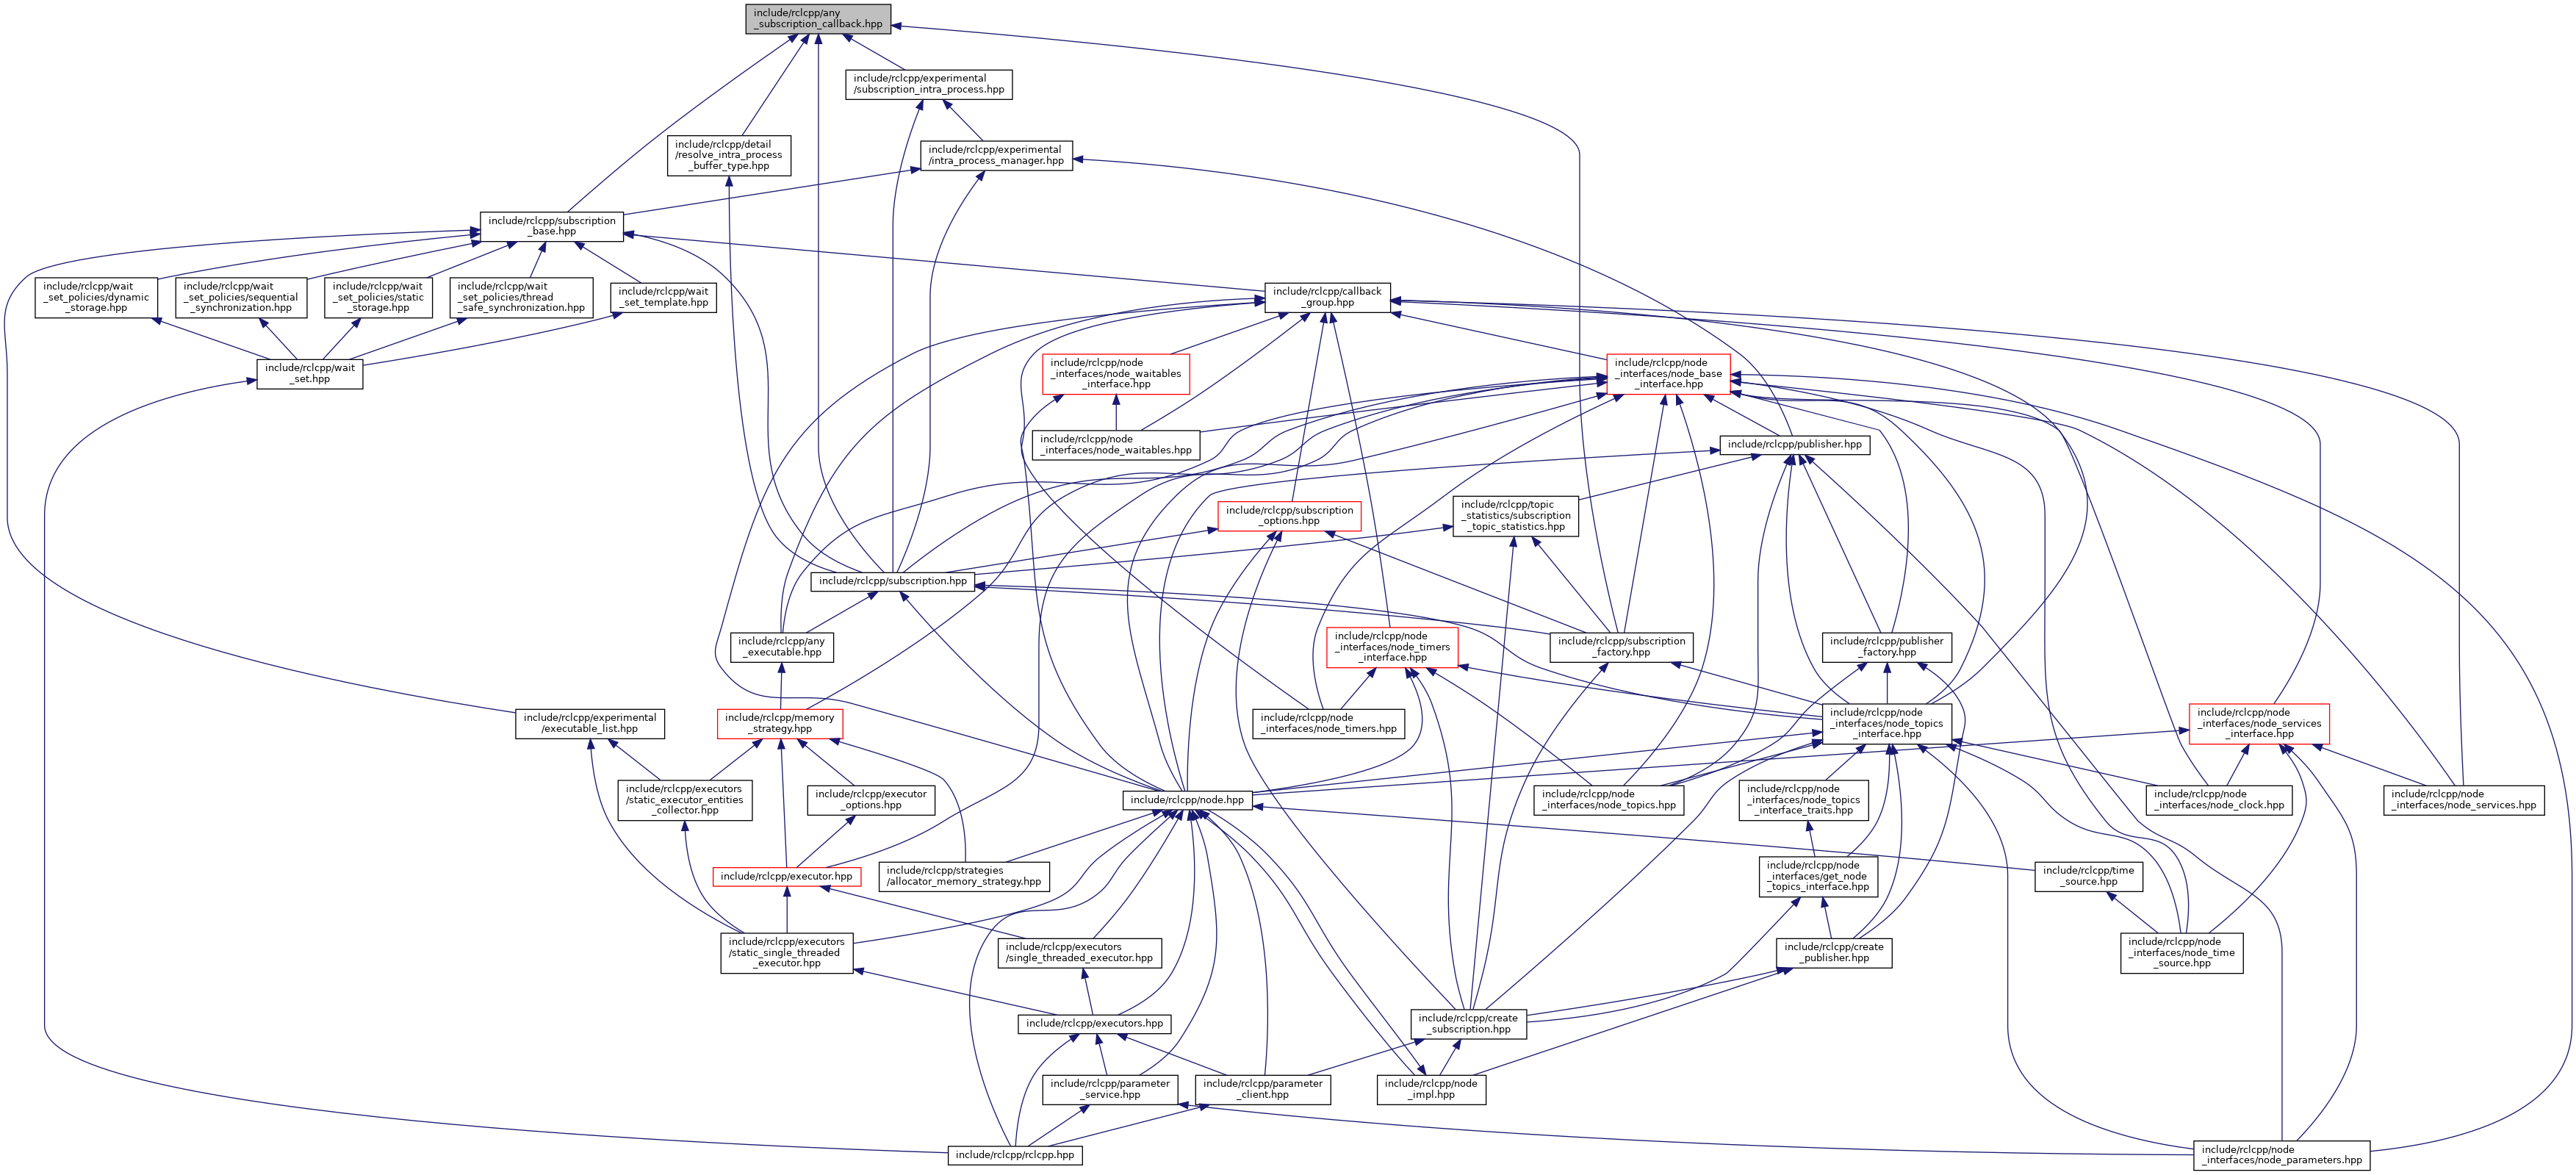 include/rclcpp/any
_subscription_callback.hpp
include/rclcpp/experimental
/subscription_intra_process.hpp
include/rclcpp/detail
/resolve_intra_process
_buffer_type.hpp
include/rclcpp/experimental
/intra_process_manager.hpp
include/rclcpp/subscription
_base.hpp
include/rclcpp/wait
_set_policies/dynamic
_storage.hpp
include/rclcpp/wait
_set_policies/sequential
_synchronization.hpp
include/rclcpp/wait
_set_policies/static
_storage.hpp
include/rclcpp/wait
_set_policies/thread
_safe_synchronization.hpp
include/rclcpp/wait
_set_template.hpp
include/rclcpp/callback
_group.hpp
include/rclcpp/wait
_set.hpp
include/rclcpp/node
_interfaces/node_waitables
_interface.hpp
include/rclcpp/node
_interfaces/node_base
_interface.hpp
include/rclcpp/node
_interfaces/node_waitables.hpp
include/rclcpp/publisher.hpp
include/rclcpp/subscription
_options.hpp
include/rclcpp/topic
_statistics/subscription
_topic_statistics.hpp
include/rclcpp/subscription.hpp
include/rclcpp/any
_executable.hpp
include/rclcpp/node
_interfaces/node_timers
_interface.hpp
include/rclcpp/subscription
_factory.hpp
include/rclcpp/publisher
_factory.hpp
include/rclcpp/experimental
/executable_list.hpp
include/rclcpp/memory
_strategy.hpp
include/rclcpp/node
_interfaces/node_timers.hpp
include/rclcpp/node
_interfaces/node_topics
_interface.hpp
include/rclcpp/node
_interfaces/node_services
_interface.hpp
include/rclcpp/executors
/static_executor_entities
_collector.hpp
include/rclcpp/executor
_options.hpp
include/rclcpp/node.hpp
include/rclcpp/node
_interfaces/node_topics.hpp
include/rclcpp/node
_interfaces/node_topics
_interface_traits.hpp
include/rclcpp/node
_interfaces/node_clock.hpp
include/rclcpp/node
_interfaces/node_services.hpp
include/rclcpp/executor.hpp
include/rclcpp/strategies
/allocator_memory_strategy.hpp
include/rclcpp/node
_interfaces/get_node
_topics_interface.hpp
include/rclcpp/time
_source.hpp
include/rclcpp/executors
/static_single_threaded
_executor.hpp
include/rclcpp/executors
/single_threaded_executor.hpp
include/rclcpp/create
_publisher.hpp
include/rclcpp/node
_interfaces/node_time
_source.hpp
include/rclcpp/executors.hpp
include/rclcpp/create
_subscription.hpp
include/rclcpp/parameter
_service.hpp
include/rclcpp/parameter
_client.hpp
include/rclcpp/node
_impl.hpp
include/rclcpp/rclcpp.hpp
include/rclcpp/node
_interfaces/node_parameters.hpp